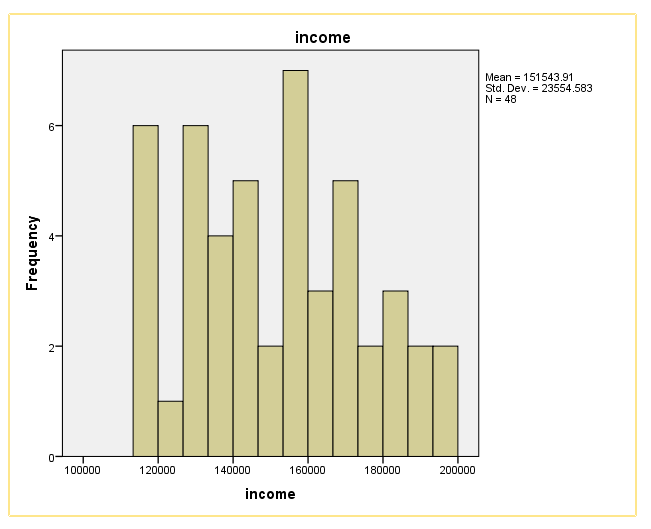 income
Mean = 151543.91
Std. Dev. = 23554.583
N = 48
Frequency
6
4
2
0
100000 120000 140000 160000 180000 200000
income